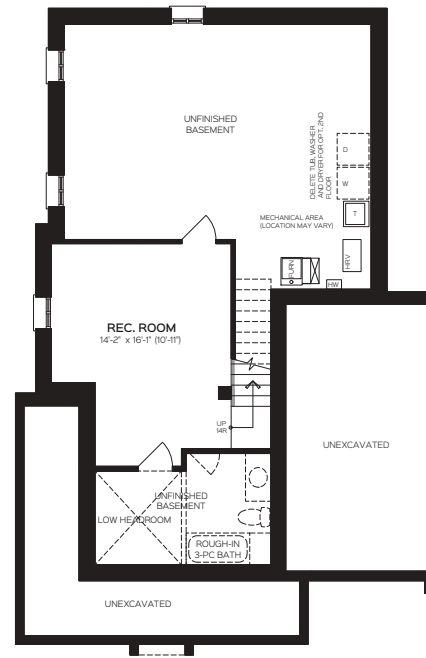 UNFINISHED
BASEMENT
DELETE TUB, WASHER
AND DRYER FOR OPT. 2ND
FLOOR
D
W
T
MECHANICAL AREA
(LOCATION MAY VARY)
HRV
FURN
HW
REC. ROOM
14'-2" x 16'-1" (10'-11")
UP
14R
UNEXCAVATED
UNFINISHED
BASEMENT
LOW HEADROOM
ROUGH-IN
3-PC BATH
UNEXCAVATED